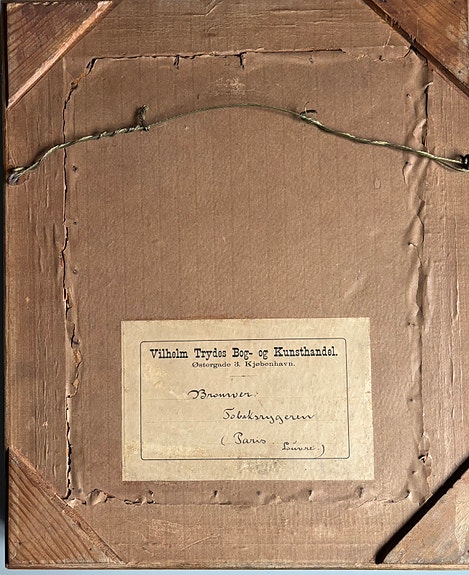 Vilhelm Trydes Bog- og Kunsthandel.
Østergade 3. Kjøbenhavn.
Brouwer:
Tobaksrygeren
(Paris
Louvre.)